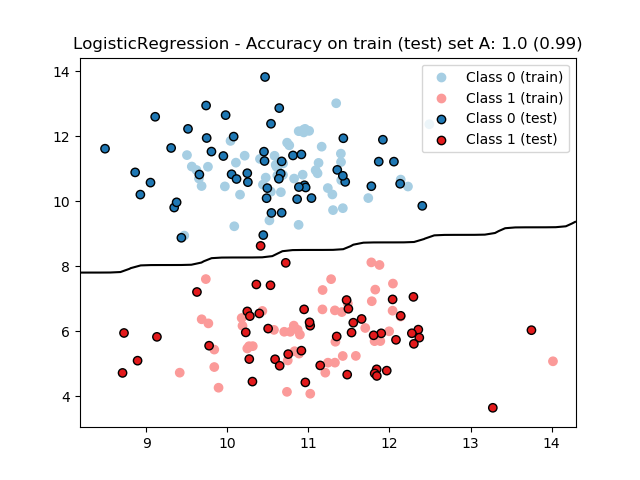 LogisticRegression - Accuracy on train (test) set A: 1.0 (0.99)
Class 0 (train)
Class 1 (train)
Class 0 (test)
Class 1 (test)
14
12
10
8
6
4
9 10 11 12 13 14